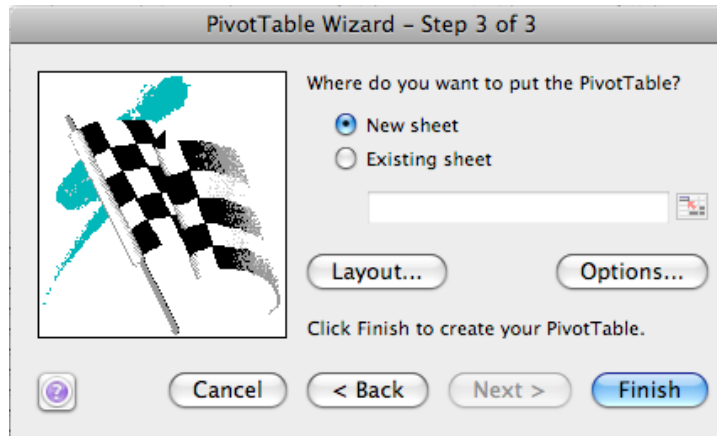 PivotTable Wizard – Step 3 of 3
Where do you want to put the PivotTable?
New sheet
Existing sheet
Layout...
Options...
Click Finish to create your PivotTable.
?
Cancel
< Back
Next >
Finish